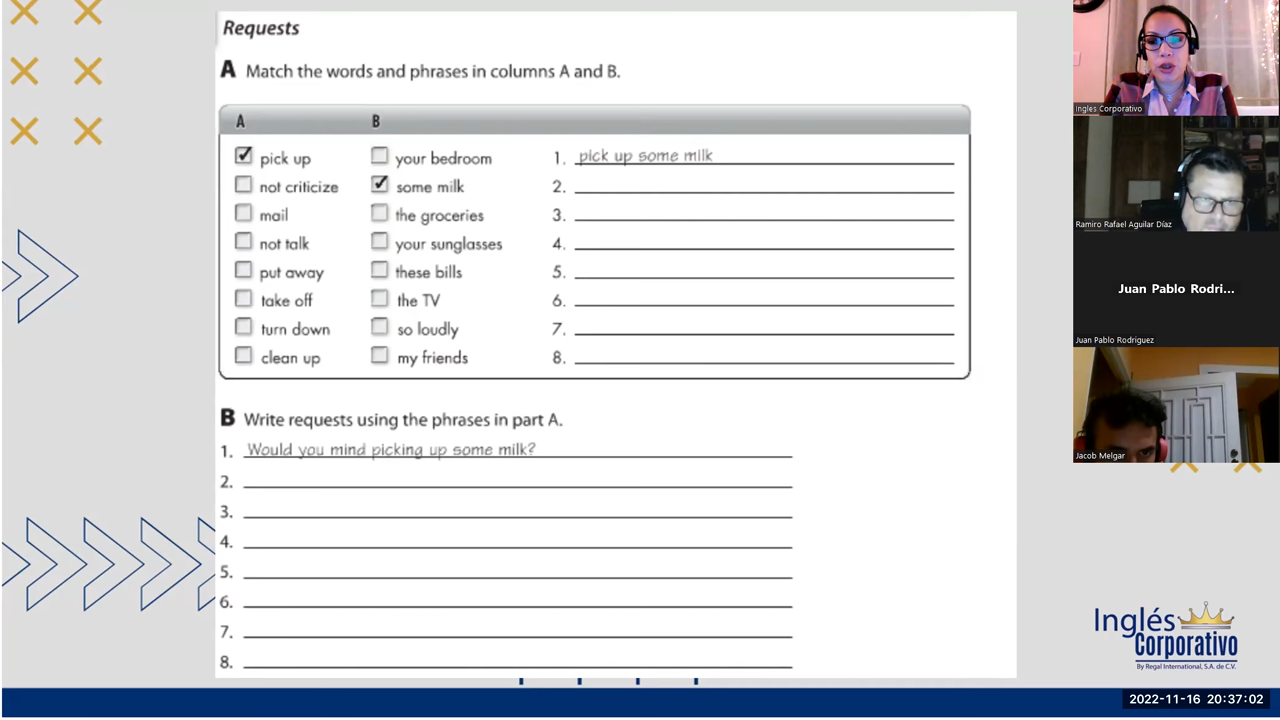 Requests
A Match the words and phrases in columns A and B.
A B
pick up your bedroom 1. pick up some milk
not criticize some milk 2.
mail the groceries 3.
not talk your sunglasses 4.
put away these bills 5.
take off the TV 6.
turn down so loudly 7.
clean up my friends 8.
B Write requests using the phrases in part A.
1. Would you mind picking up some milk?
2.
3.
4.
5.
6.
7.
8.
Ingles Corporativo
Ramiro Rafael Aguilar Díaz
Juan Pablo Rodri...
Juan Pablo Rodriguez
Jacob Melgar
Inglés
Corporativo
By Regal International, S.A. de C.V.
2022-11-16 20:37:02